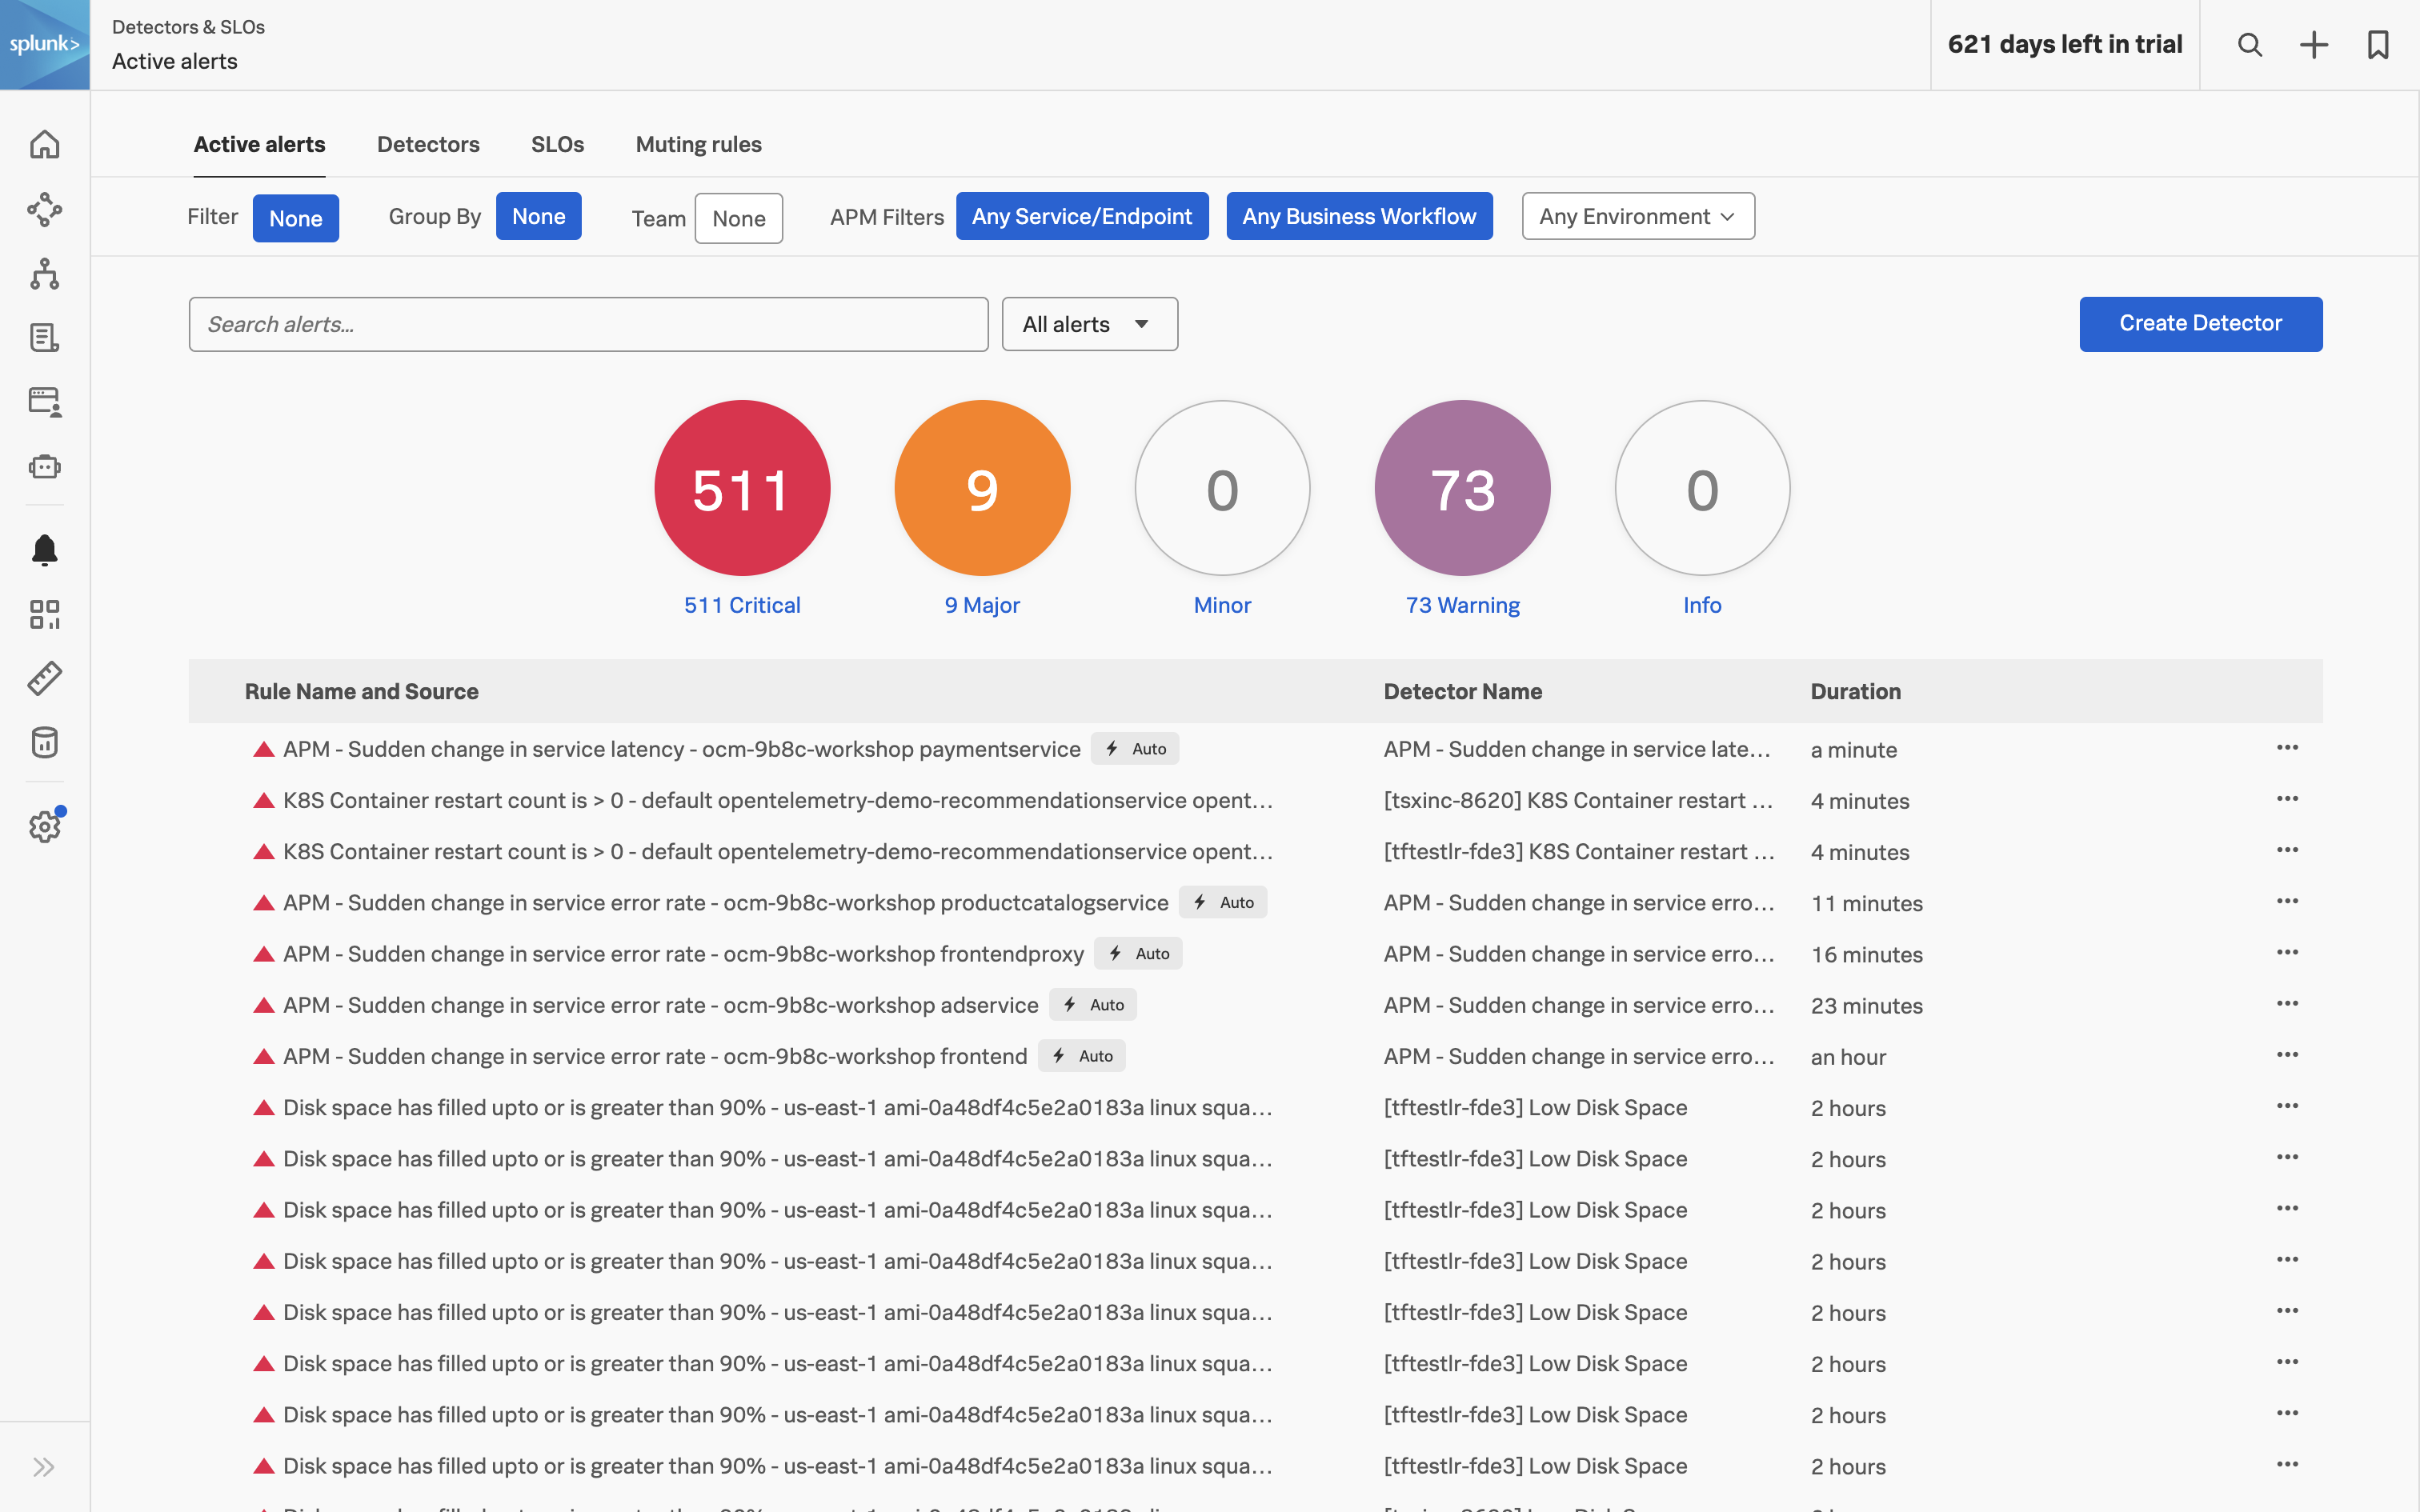 splunk>
Detectors & SLOs
Active alerts
621 days left in trial
Active alerts Detectors SLOs Muting rules
Filter None Group By None Team None APM Filters Any Service/Endpoint Any Business Workflow Any Environment
Search alerts... All alerts Create Detector
511 9 0 73 0
511 Critical 9 Major Minor 73 Warning Info
Rule Name and Source Detector Name Duration
APM - Sudden change in service latency - ocm-9b8c-workshop paymentservice Auto APM - Sudden change in service late... a minute
K8S Container restart count is > 0 - default opentelemetry-demo-recommendationservice opent... [tsxinc-8620] K8S Container restart ... 4 minutes
K8S Container restart count is > 0 - default opentelemetry-demo-recommendationservice opent... [tftestlr-fde3] K8S Container restart ... 4 minutes
APM - Sudden change in service error rate - ocm-9b8c-workshop productcatalogservice Auto APM - Sudden change in service erro... 11 minutes
APM - Sudden change in service error rate - ocm-9b8c-workshop frontendproxy Auto APM - Sudden change in service erro... 16 minutes
APM - Sudden change in service error rate - ocm-9b8c-workshop adservice Auto APM - Sudden change in service erro... 23 minutes
APM - Sudden change in service error rate - ocm-9b8c-workshop frontend Auto APM - Sudden change in service erro... an hour
Disk space has filled upto or is greater than 90% - us-east-1 ami-0a48df4c5e2a0183a linux squa... [tftestlr-fde3] Low Disk Space 2 hours
Disk space has filled upto or is greater than 90% - us-east-1 ami-0a48df4c5e2a0183a linux squa... [tftestlr-fde3] Low Disk Space 2 hours
Disk space has filled upto or is greater than 90% - us-east-1 ami-0a48df4c5e2a0183a linux squa... [tftestlr-fde3] Low Disk Space 2 hours
Disk space has filled upto or is greater than 90% - us-east-1 ami-0a48df4c5e2a0183a linux squa... [tftestlr-fde3] Low Disk Space 2 hours
Disk space has filled upto or is greater than 90% - us-east-1 ami-0a48df4c5e2a0183a linux squa... [tftestlr-fde3] Low Disk Space 2 hours
Disk space has filled upto or is greater than 90% - us-east-1 ami-0a48df4c5e2a0183a linux squa... [tftestlr-fde3] Low Disk Space 2 hours
Disk space has filled upto or is greater than 90% - us-east-1 ami-0a48df4c5e2a0183a linux squa... [tftestlr-fde3] Low Disk Space 2 hours
Disk space has filled upto or is greater than 90% - us-east-1 ami-0a48df4c5e2a0183a linux squa... [tftestlr-fde3] Low Disk Space 2 hours